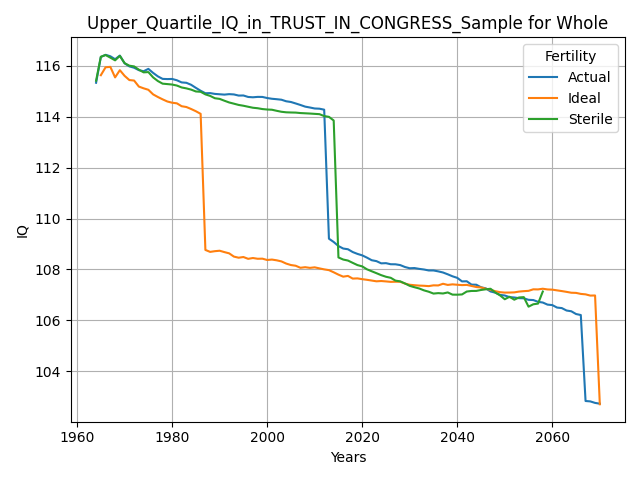 Upper_Quartile_IQ_in_TRUST_IN_CONGRESS_Sample for Whole
Fertility
Actual
Ideal
Sterile
IQ
116
114
112
110
108
106
104
1960
1980
2000
2020
2040
2060
Years